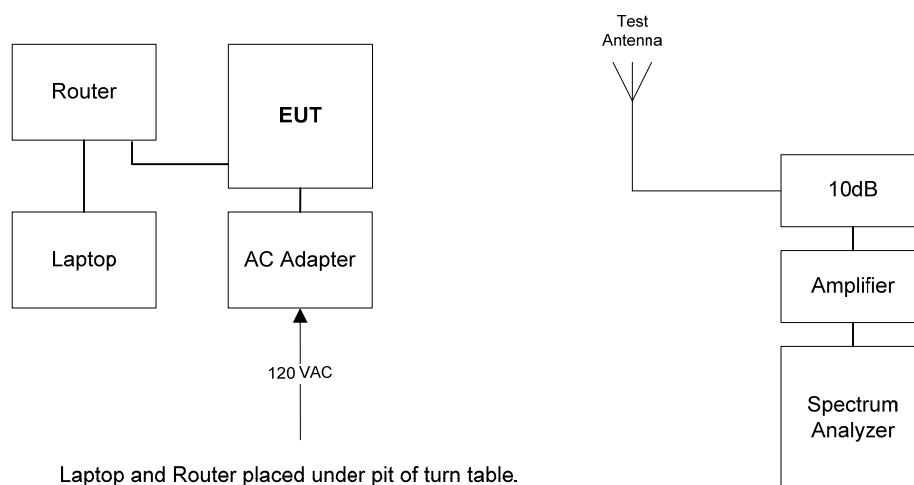 Test
Antenna
Router
EUT
10dB
Laptop
AC Adapter
Amplifier
120 VAC
Spectrum
Analyzer
Laptop and Router placed under pit of turn table.